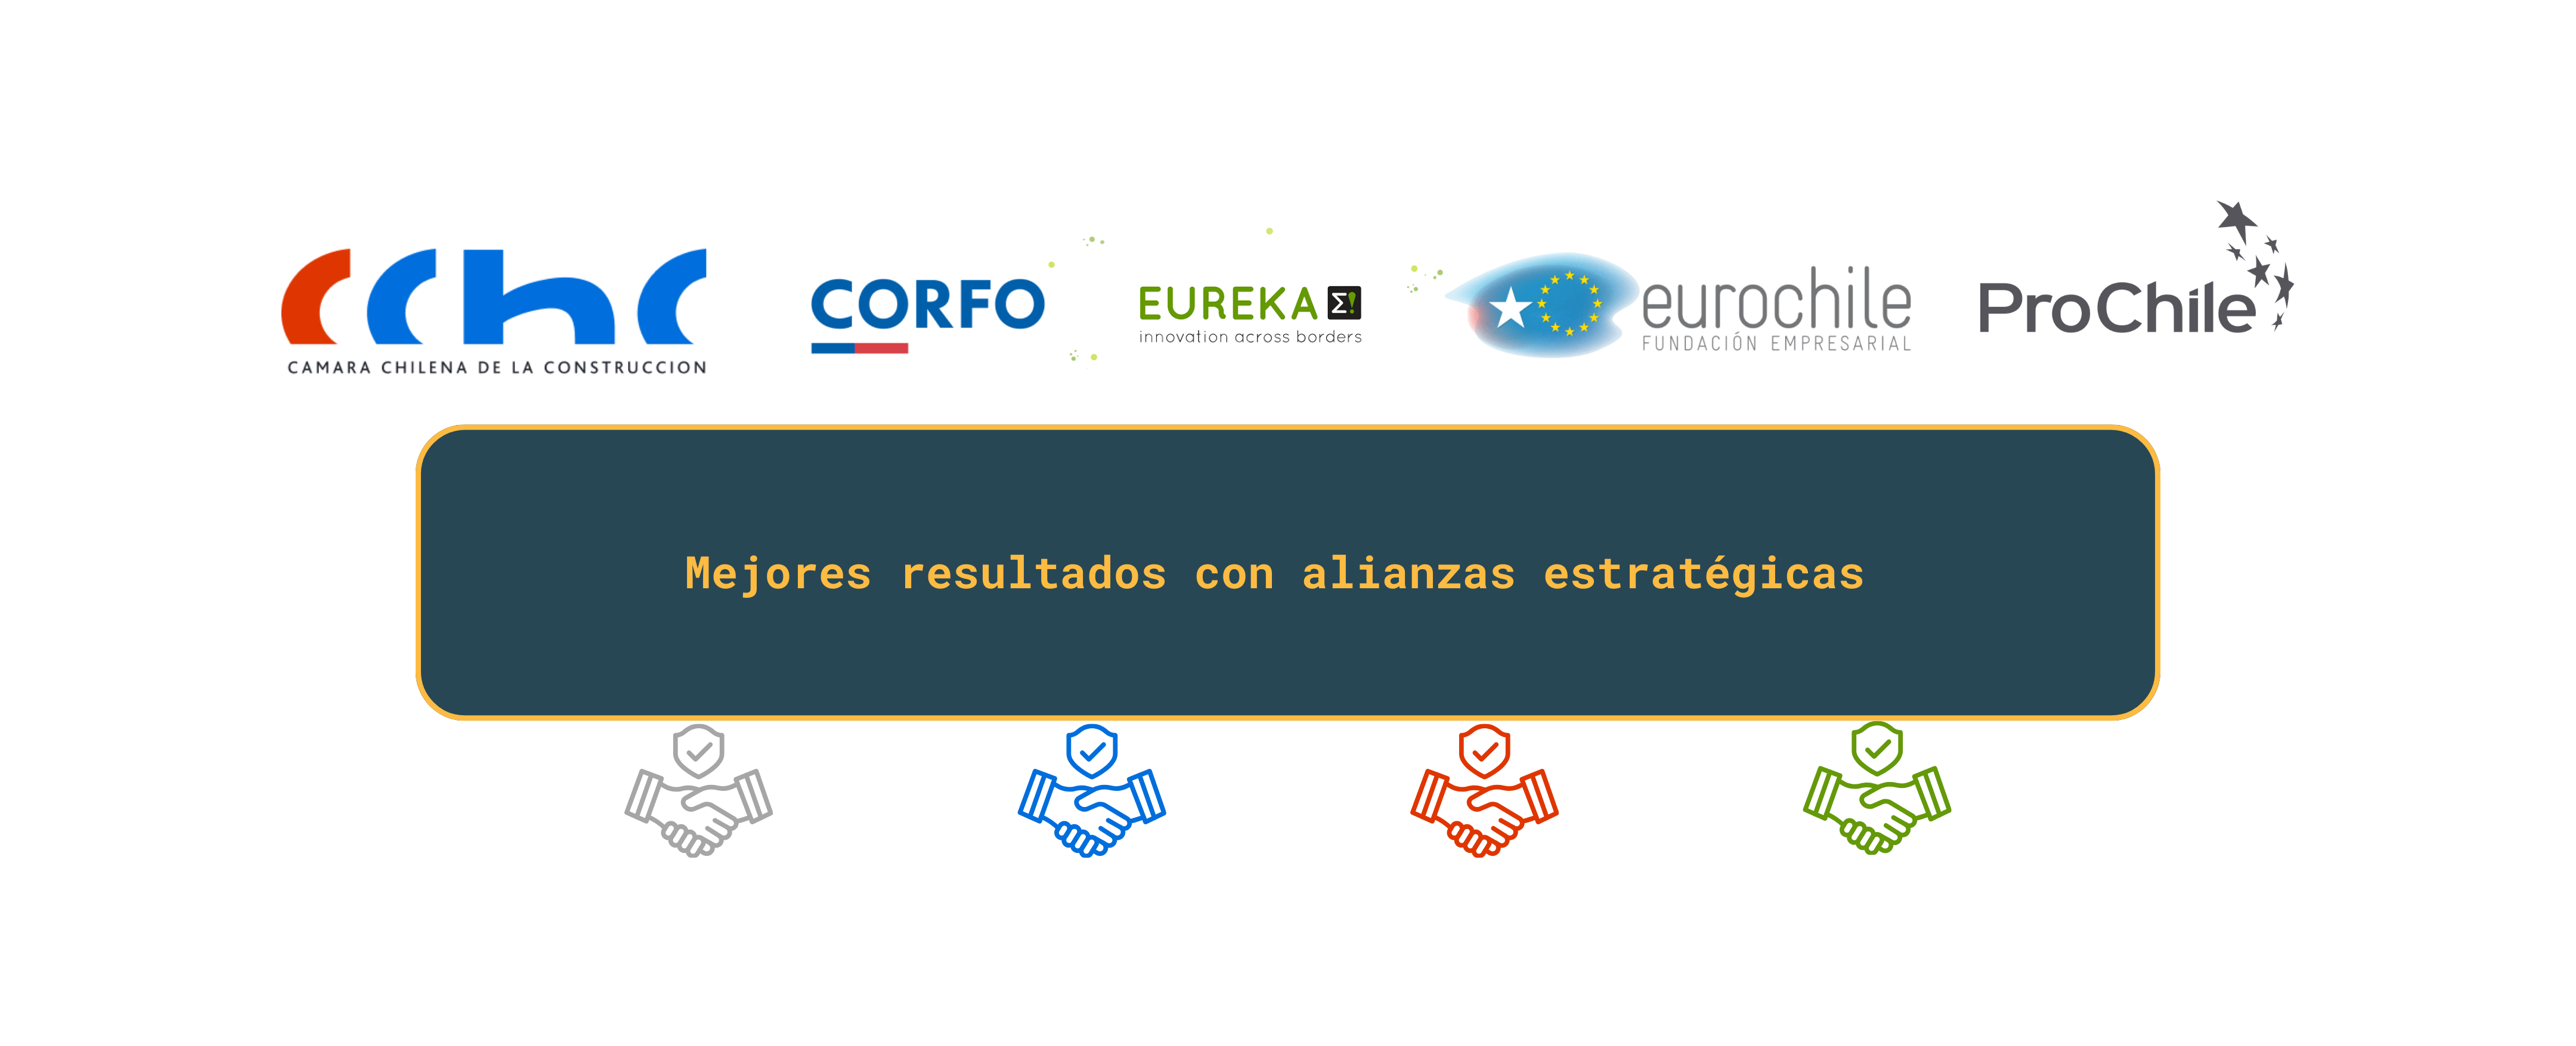 cchc
CAMARA CHILENA DE LA CONSTRUCCION
CORFO
EUREKA Σ!
innovation across borders
eurochile
FUNDACIÓN EMPRESARIAL
ProChile
Mejores resultados con alianzas estratégicas